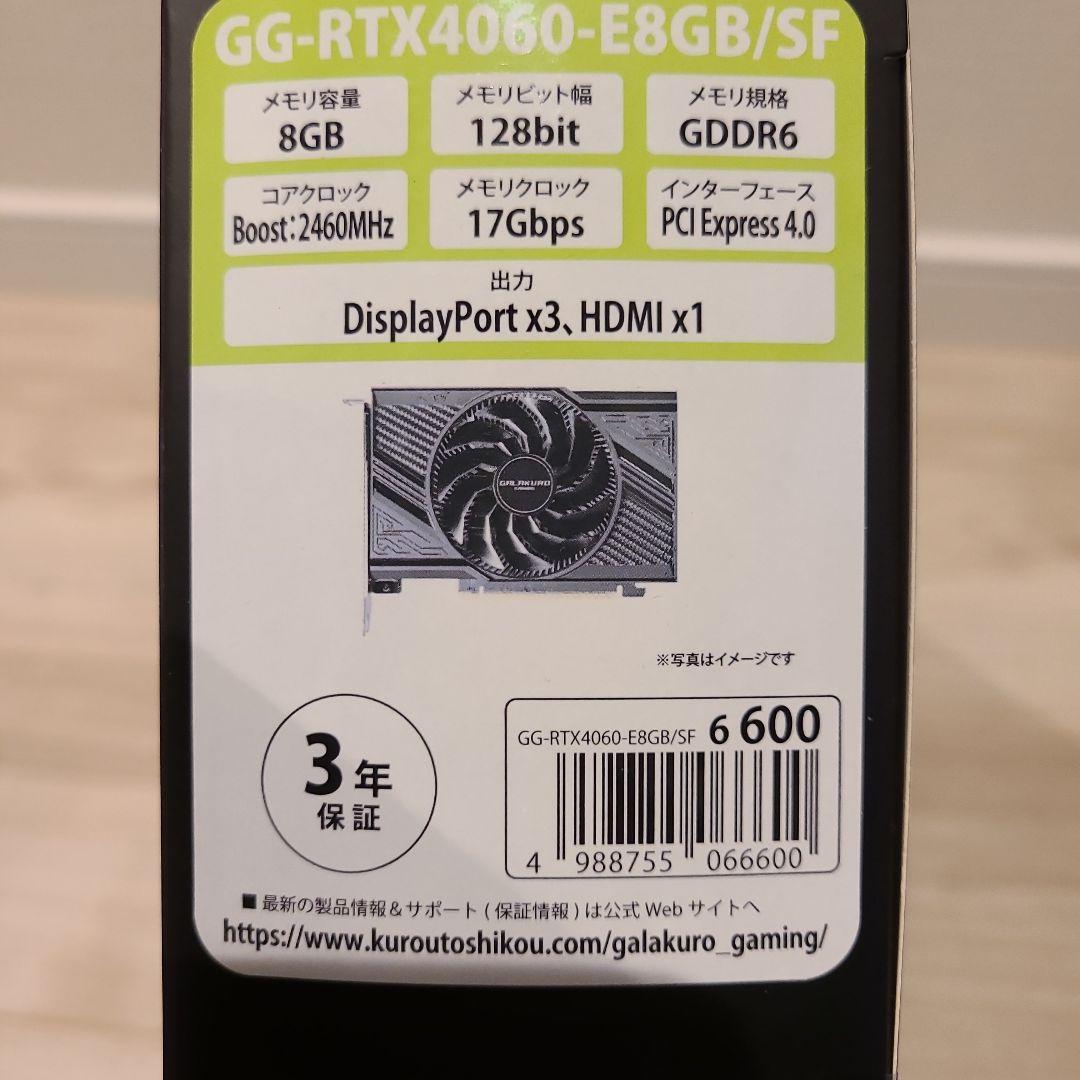 GG-RTX4060-E8GB/SF
メモリ容量
8GB
メモリビット幅
128bit
メモリ規格
GDDR6
コアクロック
Boost:2460MHz
メモリクロック
17Gbps
インターフェース
PCI Express 4.0
出力
DisplayPort x3、HDMI x1
GALAKURO
※写真はイメージです
3年
保証
GG-RTX4060-E8GB/SF 6 600
4 988755 066600
■ 最新の製品情報&サポート(保証情報)は公式Webサイトへ
https://www.kuroutoshikou.com/galakuro_gaming/